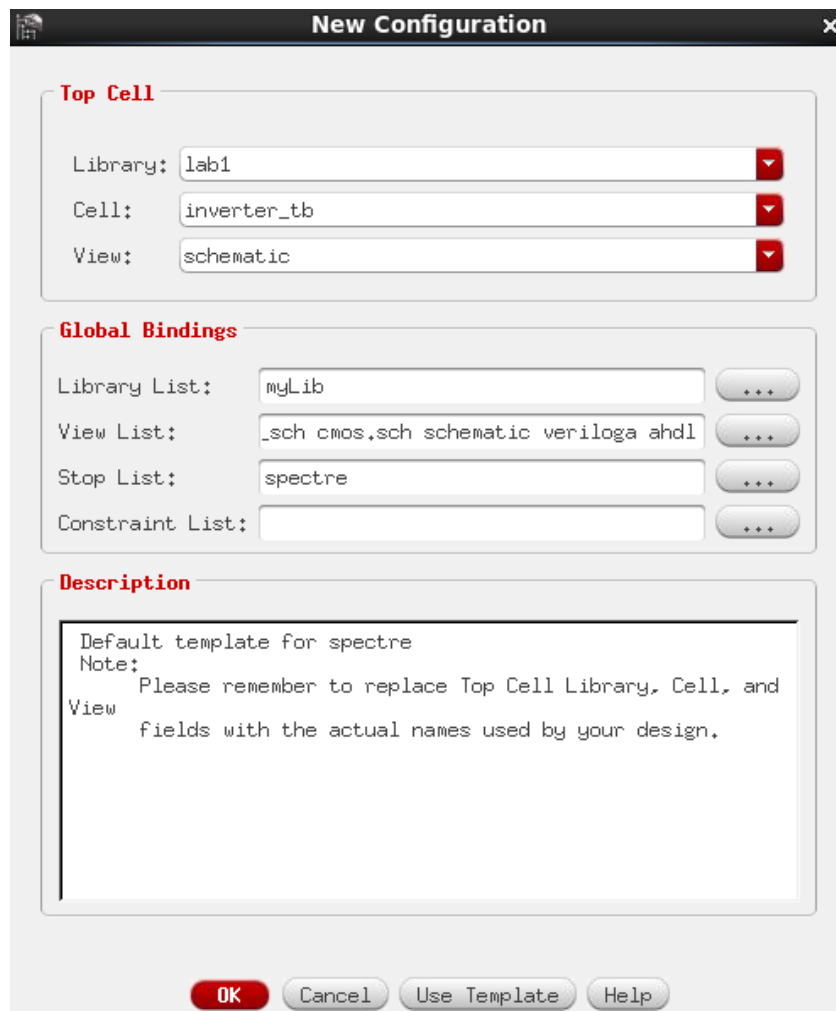 New Configuration
Top Cell
Library: lab1
Cell: inverter_tb
View: schematic
Global Bindings
Library List: myLib ...
View List: _sch cmos.sch schematic veriloga ahdl ...
Stop List: spectre ...
Constraint List: ...
Description
Default template for spectre
Note:
Please remember to replace Top Cell Library, Cell, and
View
fields with the actual names used by your design.
OK Cancel Use Template Help